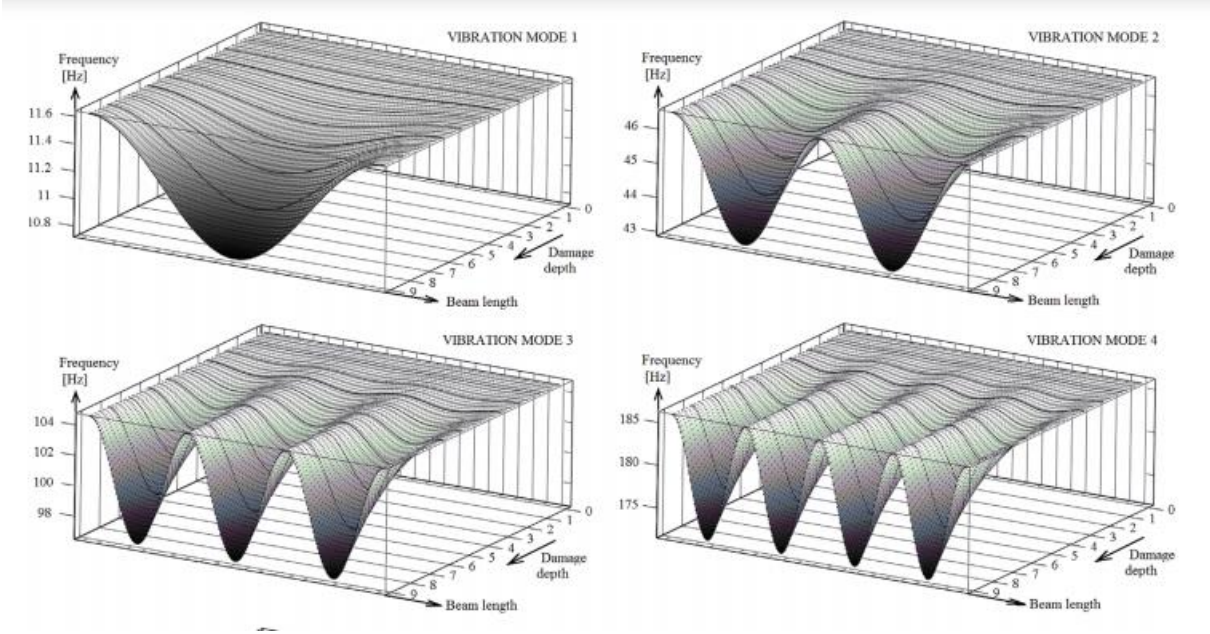 VIBRATION MODE 1
Frequency
[Hz]
11.6
11.4
11.2
11
10.8
0
1
2
3
4
5
6
7
8
9
Damage
depth
Beam length
VIBRATION MODE 2
Frequency
[Hz]
46
45
44
43
0
1
2
3
4
5
6
7
8
9
Damage
depth
Beam length
VIBRATION MODE 3
Frequency
[Hz]
104
102
100
98
0
1
2
3
4
5
6
7
8
9
Damage
depth
Beam length
VIBRATION MODE 4
Frequency
[Hz]
185
180
175
0
1
2
3
4
5
6
7
8
9
Damage
depth
Beam length